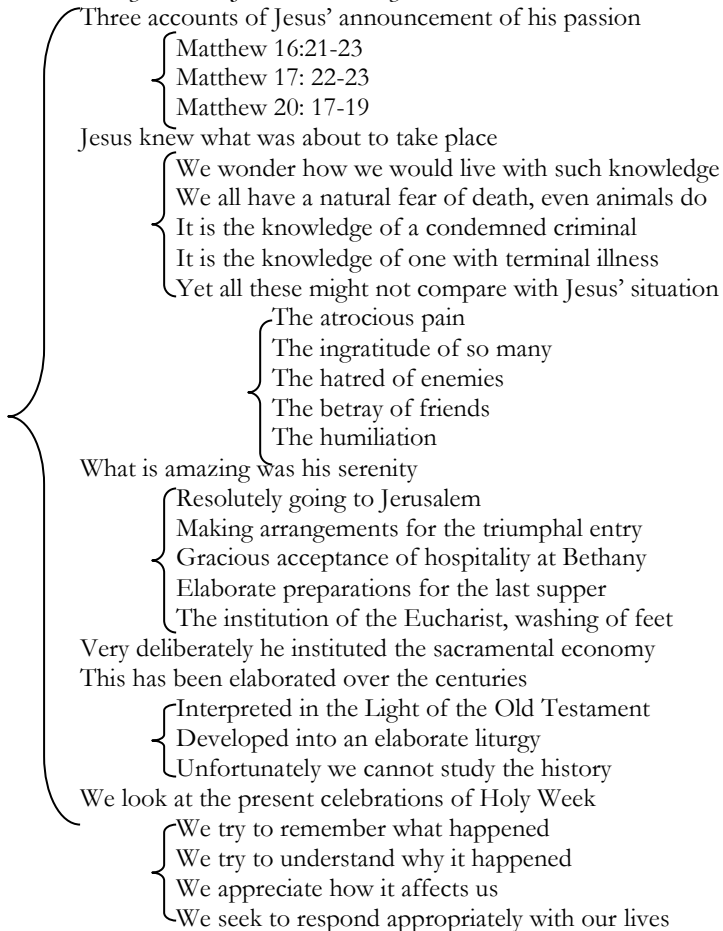 Three accounts of Jesus’ announcement of his passion
Matthew 16:21-23
Matthew 17: 22-23
Matthew 20: 17-19
Jesus knew what was about to take place
We wonder how we would live with such knowledge
We all have a natural fear of death, even animals do
It is the knowledge of a condemned criminal
It is the knowledge of one with terminal illness
Yet all these might not compare with Jesus’ situation
The atrocious pain
The ingratitude of so many
The hatred of enemies
The betray of friends
The humiliation
What is amazing was his serenity
Resolutely going to Jerusalem
Making arrangements for the triumphal entry
Gracious acceptance of hospitality at Bethany
Elaborate preparations for the last supper
The institution of the Eucharist, washing of feet
Very deliberately he instituted the sacramental economy
This has been elaborated over the centuries
Interpreted in the Light of the Old Testament
Developed into an elaborate liturgy
Unfortunately we cannot study the history
We look at the present celebrations of Holy Week
We try to remember what happened
We try to understand why it happened
We appreciate how it affects us
We seek to respond appropriately with our lives